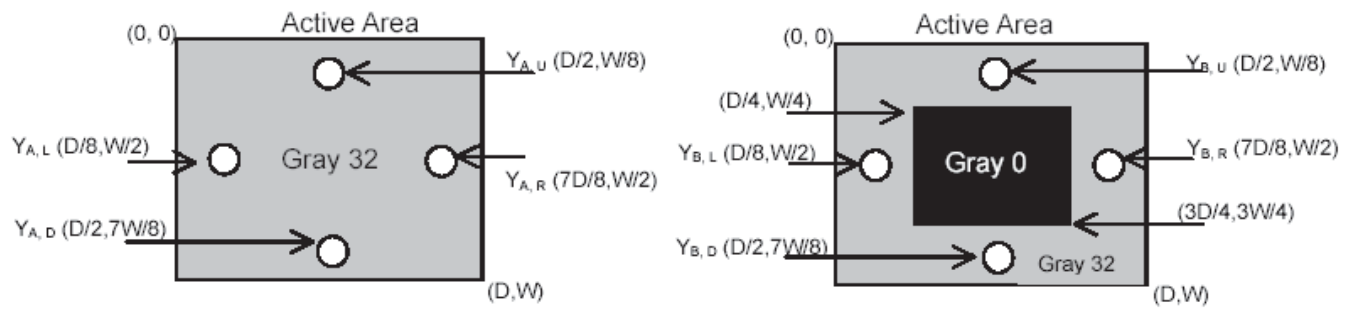 Active Area
(0, 0)
YA, U (D/2,W/8)
YA, L (D/8,W/2)
Gray 32
YA, R (7D/8,W/2)
YA, D (D/2,7W/8)
(D,W)
Active Area
(0, 0)
YB, U (D/2,W/8)
(D/4,W/4)
YB, L (D/8,W/2)
Gray 0
YB, R (7D/8,W/2)
(3D/4,3W/4)
YB, D (D/2,7W/8)
Gray 32
(D,W)